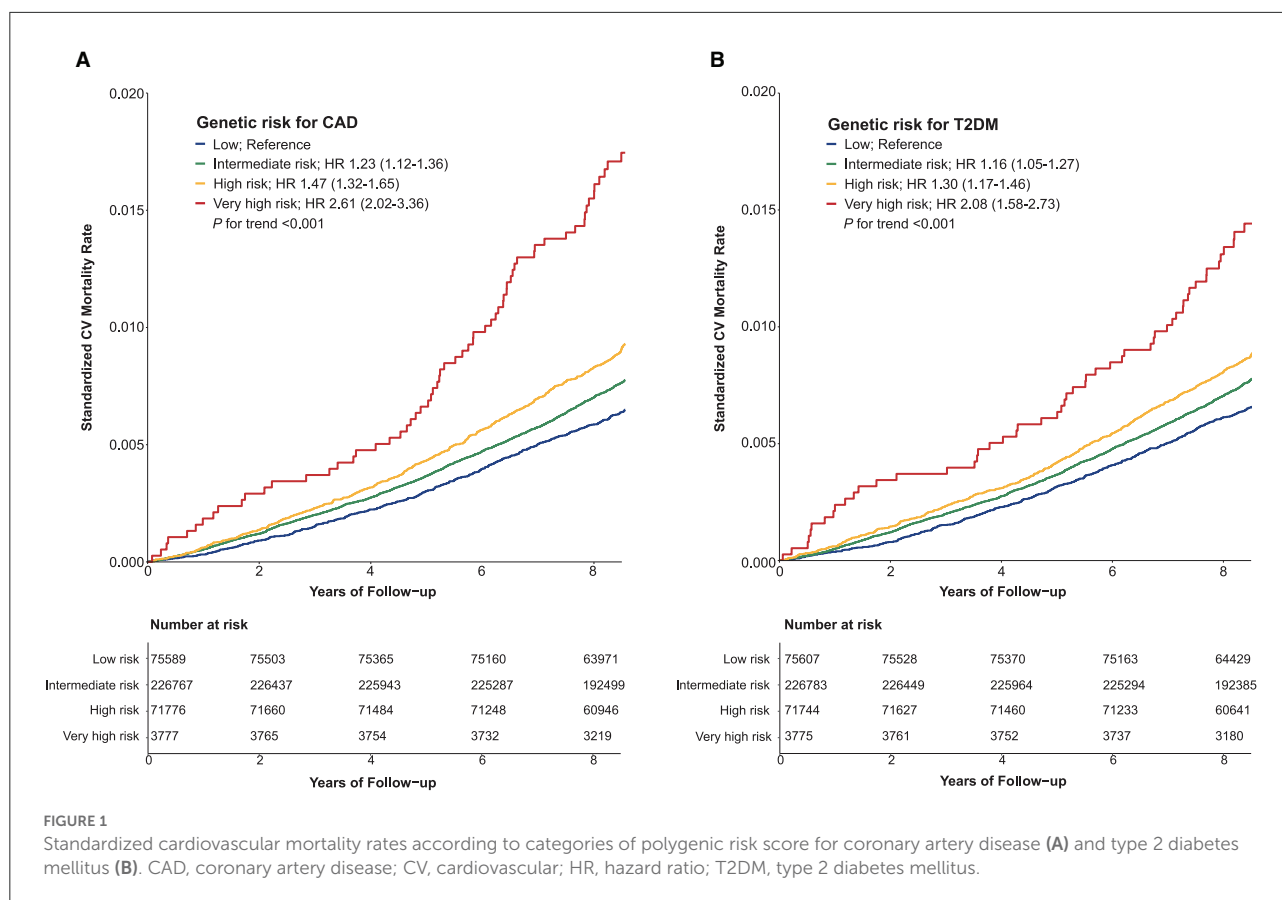 A
0.020
0.015
0.010
0.005
0.000
Standardized CV Mortality Rate
Genetic risk for CAD
Low; Reference
Intermediate risk; HR 1.23 (1.12-1.36)
High risk; HR 1.47 (1.32-1.65)
Very high risk; HR 2.61 (2.02-3.36)
P for trend <0.001
0 2 4 6 8
Years of Follow-up
Number at risk
Low risk 75589 75503 75365 75160 63971
Intermediate risk 226767 226437 225943 225287 192499
High risk 71776 71660 71484 71248 60946
Very high risk 3777 3765 3754 3732 3219
0 2 4 6 8
Years of Follow-up
B
0.020
0.015
0.010
0.005
0.000
Standardized CV Mortality Rate
Genetic risk for T2DM
Low; Reference
Intermediate risk; HR 1.16 (1.05-1.27)
High risk; HR 1.30 (1.17-1.46)
Very high risk; HR 2.08 (1.58-2.73)
P for trend <0.001
0 2 4 6 8
Years of Follow-up
Number at risk
Low risk 75607 75528 75370 75163 64429
Intermediate risk 226783 226449 225964 225294 192385
High risk 71744 71627 71460 71233 60641
Very high risk 3775 3761 3752 3737 3180
0 2 4 6 8
Years of Follow-up
FIGURE 1
Standardized cardiovascular mortality rates according to categories of polygenic risk score for coronary artery disease (A) and type 2 diabetes
mellitus (B). CAD, coronary artery disease; CV, cardiovascular; HR, hazard ratio; T2DM, type 2 diabetes mellitus.